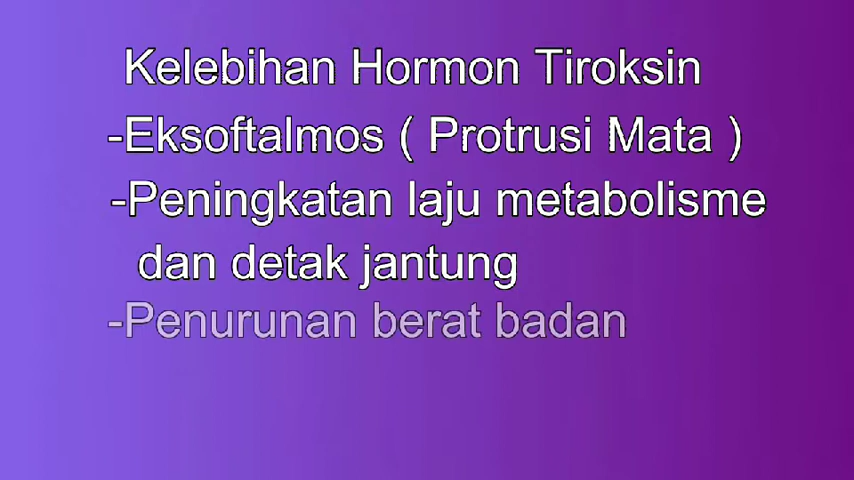 Kelebihan Hormon Tiroksin
-Eksoftalmos ( Protrusi Mata )
-Peningkatan laju metabolisme
dan detak jantung
-Penurunan berat badan